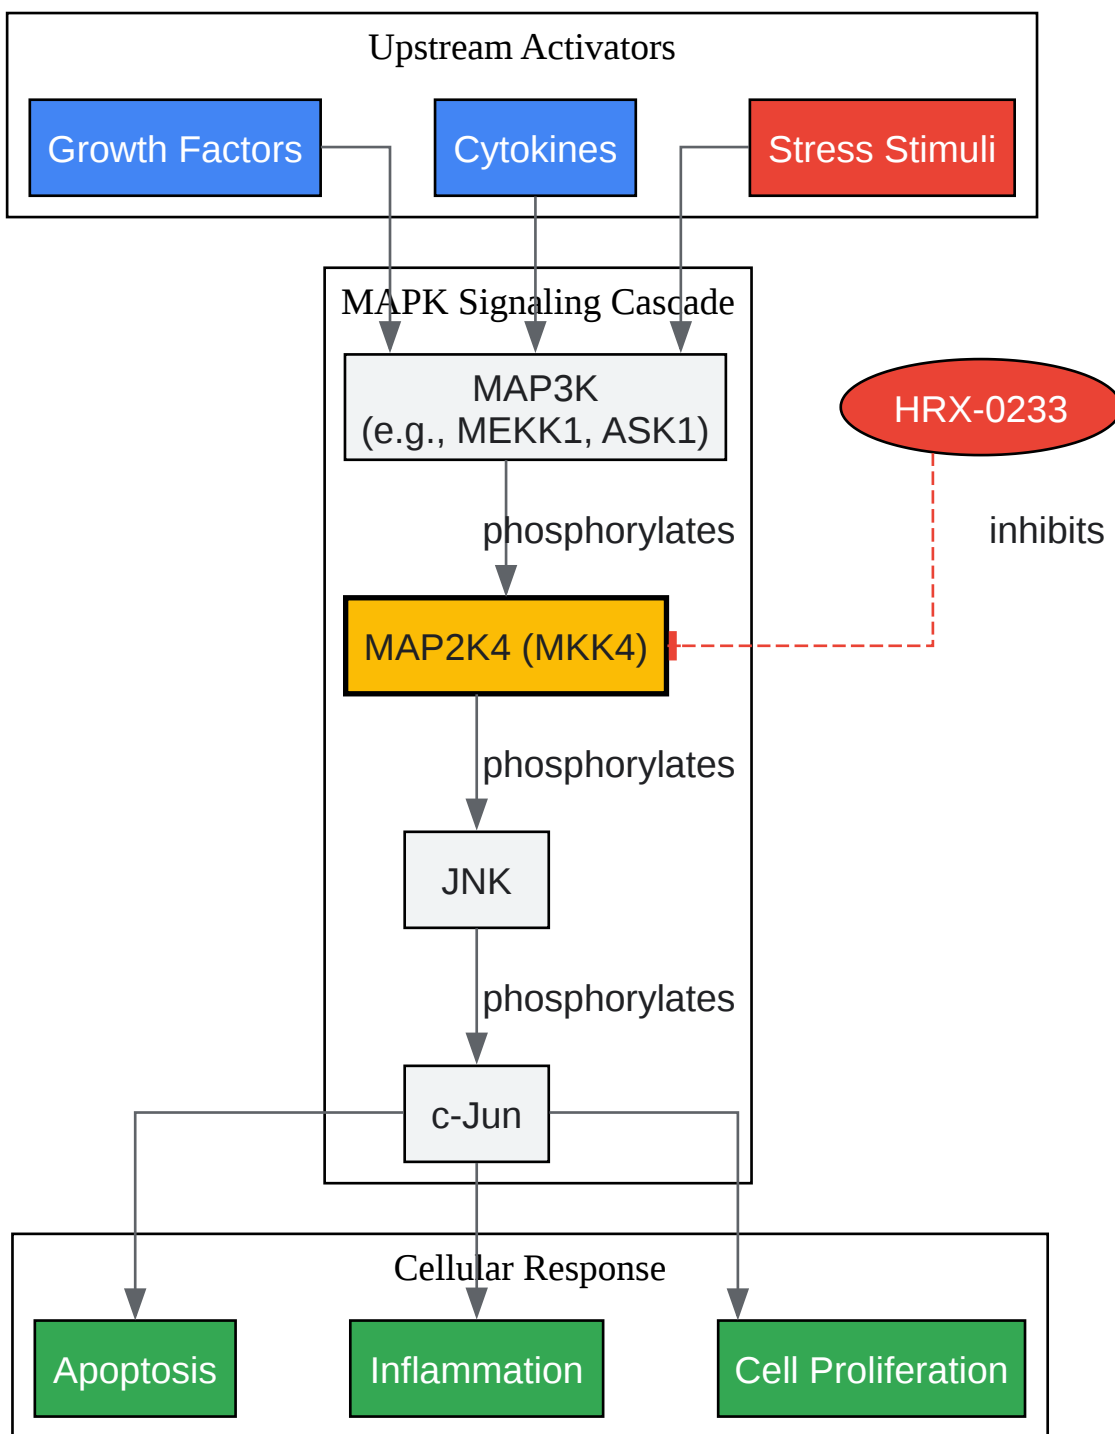 Upstream Activators
Growth Factors
Cytokines
Stress Stimuli
MAPK Signaling Cascade
MAP3K
(e.g., MEKK1, ASK1)
HRX-0233
phosphorylates
inhibits
MAP2K4 (MKK4)
phosphorylates
JNK
phosphorylates
c-Jun
Cellular Response
Apoptosis
Inflammation
Cell Proliferation